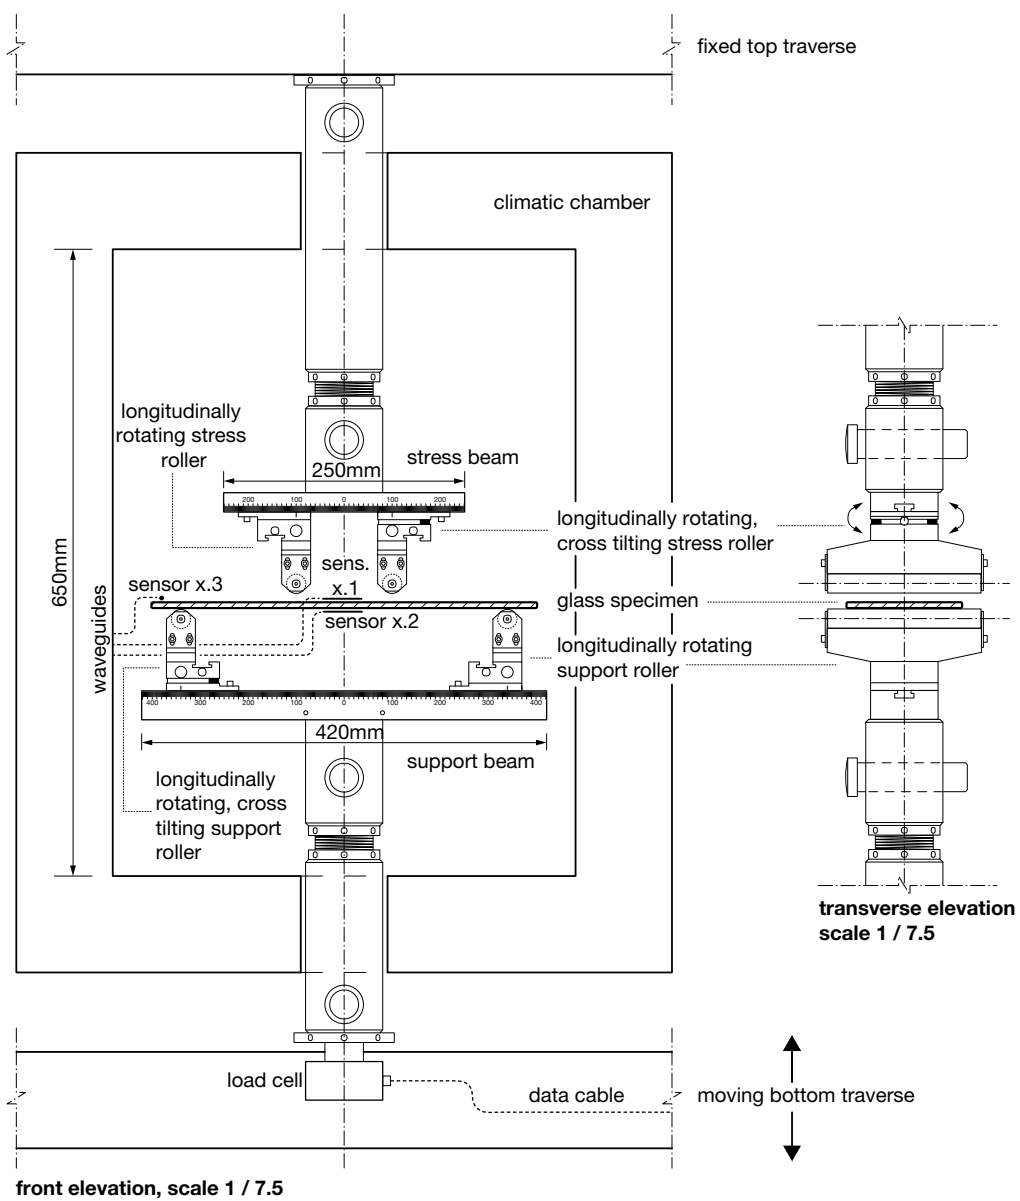 fixed top traverse
climatic chamber
longitudinally
rotating stress
roller
stress beam
250mm
200 100 0 100 200
longitudinally rotating,
cross tilting stress roller
650mm
sens.
x.1
sensor x.3
glass specimen
sensor x.2
waveguides
longitudinally rotating
support roller
400 300 200 100 0 100 200 300 400
420mm
support beam
longitudinally
rotating, cross
tilting support
roller
transverse elevation
scale 1 / 7.5
load cell
data cable
moving bottom traverse
front elevation, scale 1 / 7.5